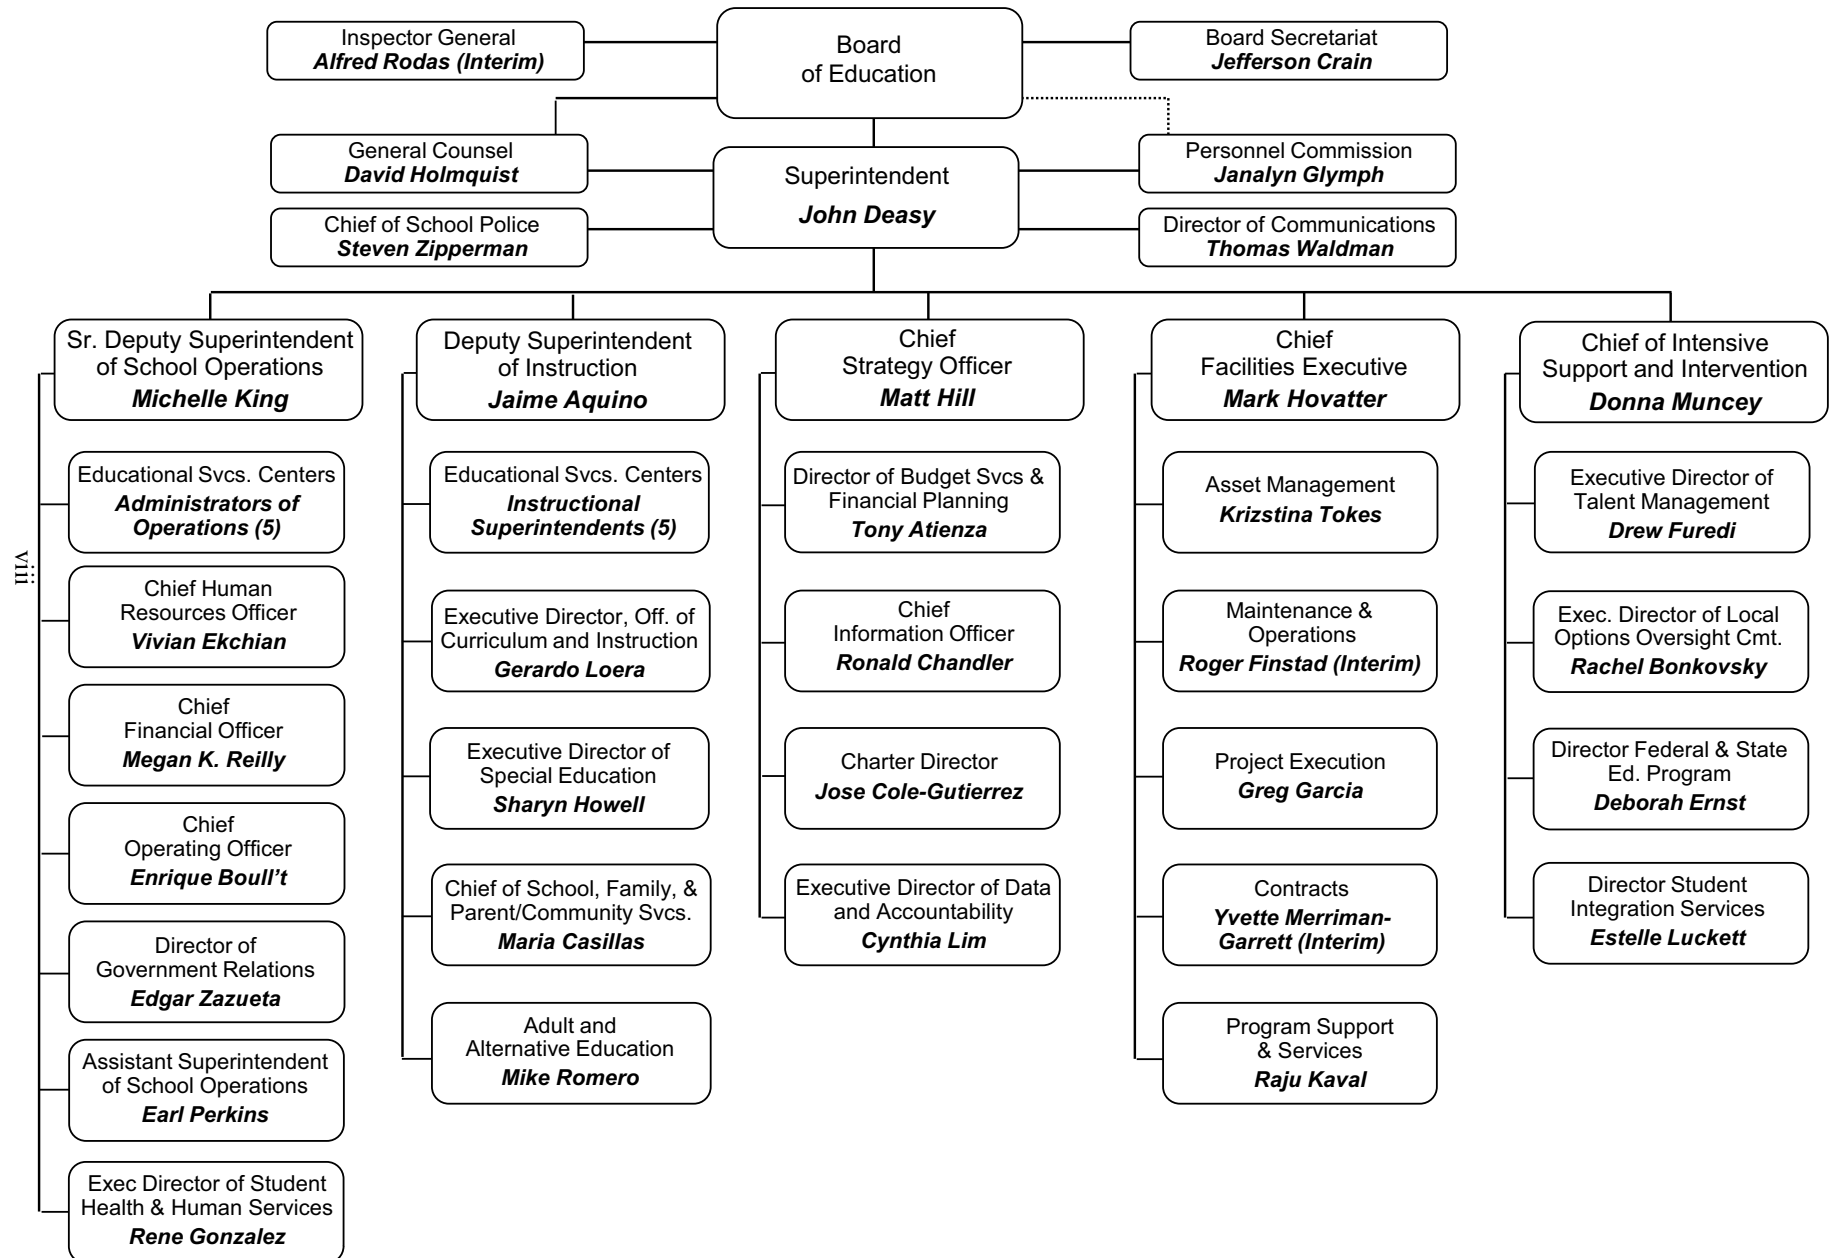 Inspector General
Alfred Rodas (Interim)
Board
of Education
Board Secretariat
Jefferson Crain
General Counsel
David Holmquist
Superintendent
John Deasy
Personnel Commission
Janalyn Glymph
Chief of School Police
Steven Zipperman
Director of Communications
Thomas Waldman
Sr. Deputy Superintendent
of School Operations
Michelle King
Educational Svcs. Centers
Administrators of
Operations (5)
Chief Human
Resources Officer
Vivian Ekchian
Chief
Financial Officer
Megan K. Reilly
Chief
Operating Officer
Enrique Boull’t
Director of
Government Relations
Edgar Zazueta
Assistant Superintendent
of School Operations
Earl Perkins
Exec Director of Student
Health & Human Services
Rene Gonzalez
Deputy Superintendent
of Instruction
Jaime Aquino
Educational Svcs. Centers
Instructional
Superintendents (5)
Executive Director, Off. of
Curriculum and Instruction
Gerardo Loera
Executive Director of
Special Education
Sharyn Howell
Chief of School, Family, &
Parent/Community Svcs.
Maria Casillas
Adult and
Alternative Education
Mike Romero
Chief
Strategy Officer
Matt Hill
Director of Budget Svcs &
Financial Planning
Tony Atienza
Chief
Information Officer
Ronald Chandler
Charter Director
Jose Cole-Gutierrez
Executive Director of Data
and Accountability
Cynthia Lim
Chief
Facilities Executive
Mark Hovatter
Asset Management
Krizstina Tokes
Maintenance &
Operations
Roger Finstad (Interim)
Project Execution
Greg Garcia
Contracts
Yvette Merriman-
Garrett (Interim)
Program Support
& Services
Raju Kaval
Chief of Intensive
Support and Intervention
Donna Muncey
Executive Director of
Talent Management
Drew Furedi
Exec. Director of Local
Options Oversight Cmt.
Rachel Bonkovsky
Director Federal & State
Ed. Program
Deborah Ernst
Director Student
Integration Services
Estelle Luckett
viii